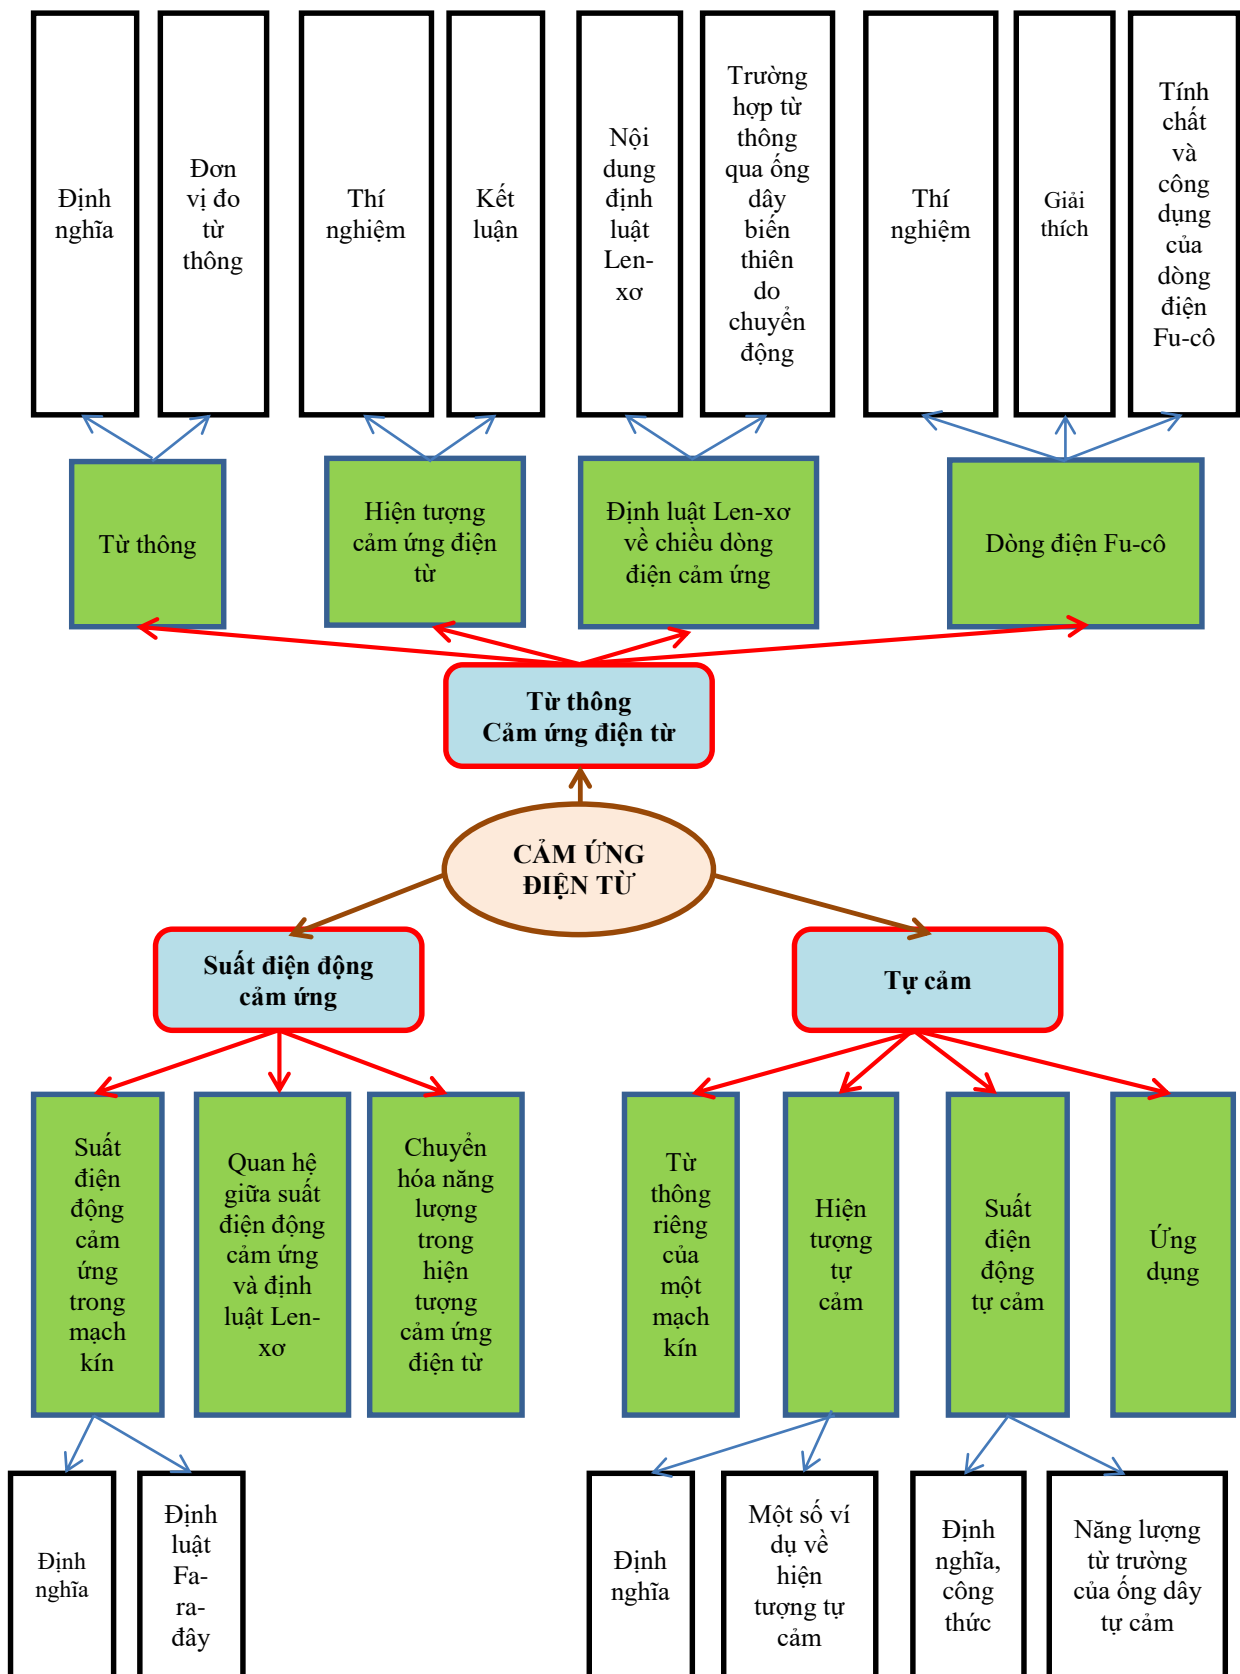 Định
nghĩa
Đơn
vị đo
từ
thông
Thí
nghiệm
Kết
luận
Nội
dung
định
luật
Len-
xơ
Trường
hợp từ
thông
qua ống
dây
biến
thiên
do
chuyển
động
Thí
nghiệm
Giải
thích
Tính
chất
và
công
dụng
của
dòng
điện
Fu-cô
Từ thông
Hiện tượng
cảm ứng điện
từ
Định luật Len-xơ
về chiều dòng
điện cảm ứng
Dòng điện Fu-cô
Từ thông
Cảm ứng điện từ
CẢM ỨNG
ĐIỆN TỪ
Suất điện động
cảm ứng
Tự cảm
Suất
điện
động
cảm
ứng
trong
mạch
kín
Quan hệ
giữa suất
điện động
cảm ứng
và định
luật Len-
xơ
Chuyển
hóa năng
lượng
trong
hiện
tượng
cảm ứng
điện từ
Từ
thông
riêng
của
một
mạch
kín
Hiện
tượng
tự
cảm
Suất
điện
động
tự cảm
Ứng
dụng
Định
nghĩa
Định
luật
Fa-
ra-
đây
Định
nghĩa
Một số ví
dụ về
hiện
tượng tự
cảm
Định
nghĩa,
công
thức
Năng lượng
từ trường
của ống dây
tự cảm